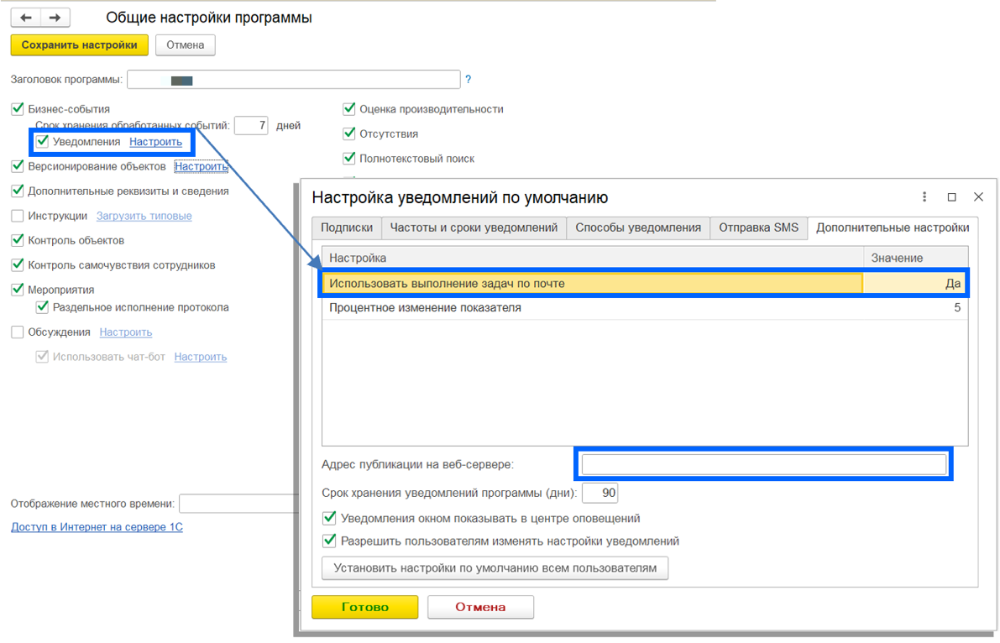 Общие настройки программы
Сохранить настройки Отмена
Заголовок программы: ?
Бизнес-события
Срок хранения обработанных событий: 7 дней
Уведомления Настроить
Версионирование объектов Настроить
Дополнительные реквизиты и сведения
Инструкции Загрузить типовые
Контроль объектов
Контроль самочувствия сотрудников
Мероприятия
Раздельное исполнение протокола
Обсуждения Настроить
Использовать чат-бот Настроить
Отображение местного времени:
Доступ в Интернет на сервере 1С
Оценка производительности
Отсутствия
Полнотекстовый поиск
Настройка уведомлений по умолчанию
Подписки Частоты и сроки уведомлений Способы уведомления Отправка SMS Дополнительные настройки
Настройка Значение
Использовать выполнение задач по почте Да
Процентное изменение показателя 5
Адрес публикации на веб-сервере:
Срок хранения уведомлений программы (дни): 90
Уведомления окном показывать в центре оповещений
Разрешить пользователям изменять настройки уведомлений
Установить настройки по умолчанию всем пользователям
Готово Отмена